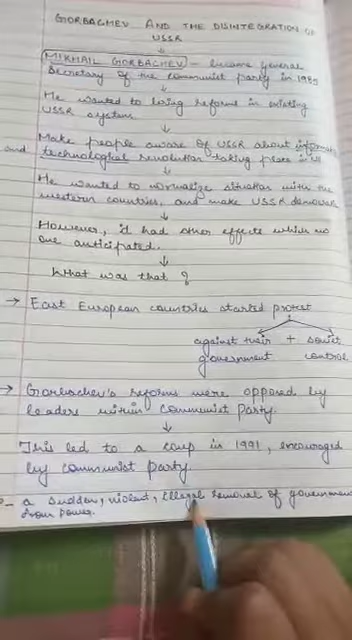 GORBACHEV AND THE DISINTEGRATION OF
USSR
↓
MIKHAIL GORBACHEV – became general
Secretary of the communist party in 1985
↓
He wanted to bring reforms in existing
USSR system
↓
Make people aware of USSR about information
and technological revolution taking place in
↓
He wanted to normalize situation with the
western countries, and make USSR
↓
However, it had other effects which no
one anticipated.
↓
What was that ?
→ East European countries started protest
against their + soviet
government control
→ Gorbachev's reforms were opposed by
leaders within Communist Party.
↓
This led to a coup in 1991, encouraged
by communist party
– a sudden, violent, illegal removal of government
from power.